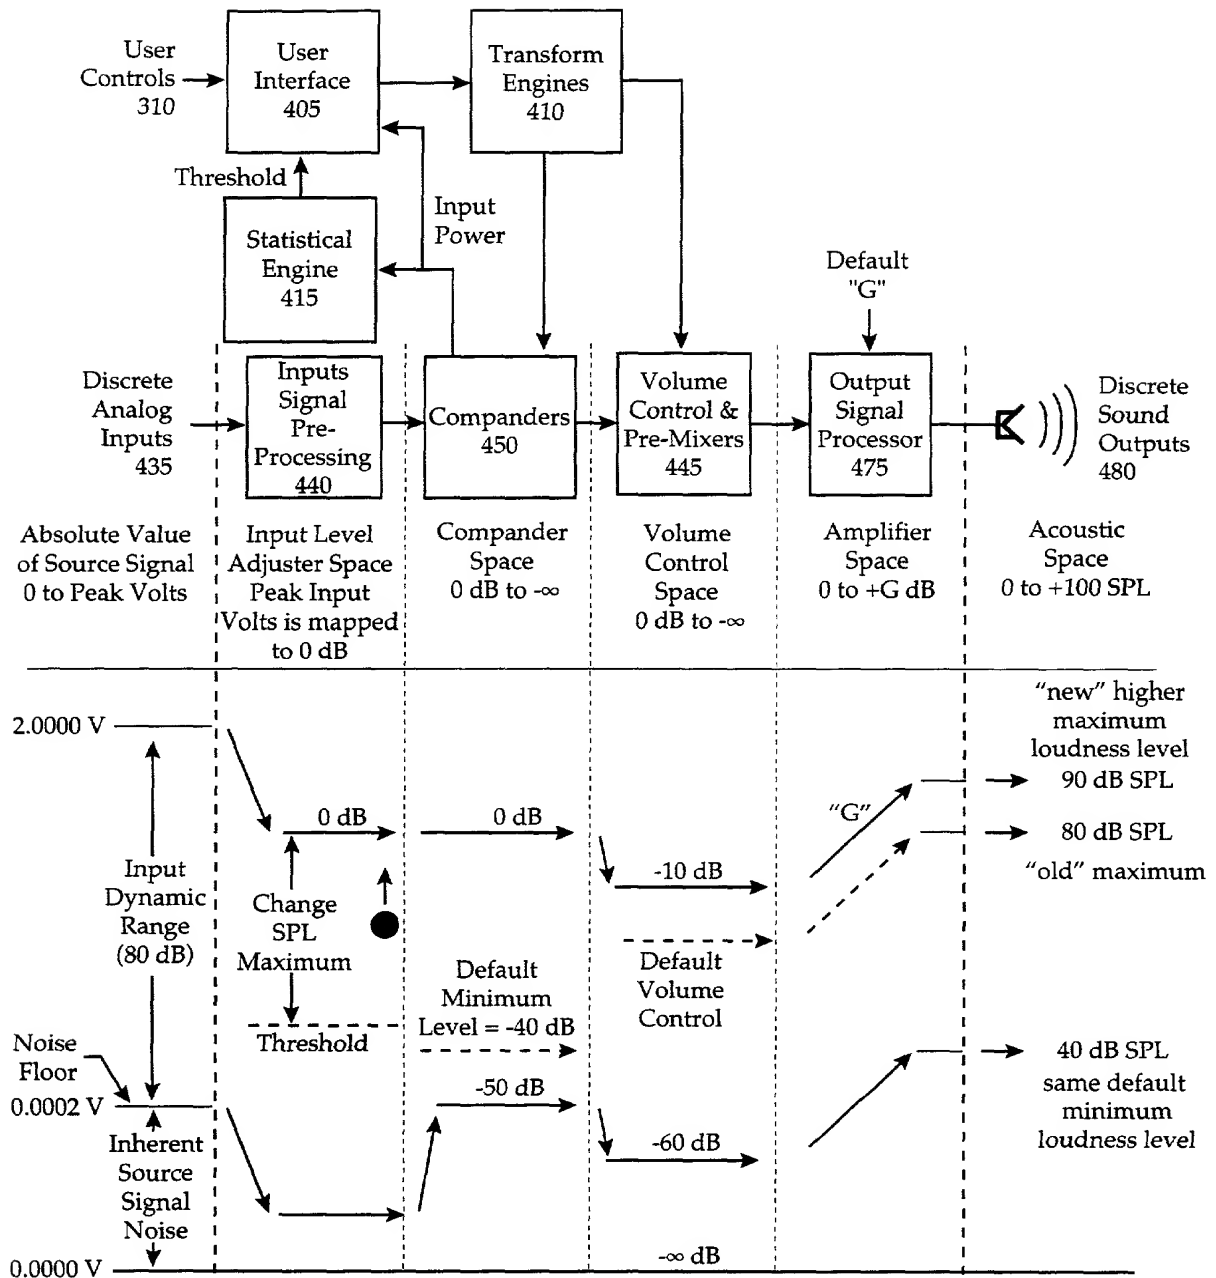 User
Controls
310
User
Interface
405
Transform
Engines
410
Threshold
Input
Power
Statistical
Engine
415
Default
"G"
Discrete
Analog
Inputs
435
Inputs
Signal
Pre-
Processing
440
Companders
450
Volume
Control &
Pre-Mixers
445
Output
Signal
Processor
475
Discrete
Sound
Outputs
480
Absolute Value
of Source Signal
0 to Peak Volts
Input Level
Adjuster Space
Peak Input
Volts is mapped
to 0 dB
Compander
Space
0 dB to -∞
Volume
Control
Space
0 dB to -∞
Amplifier
Space
0 to +G dB
Acoustic
Space
0 to +100 SPL
2.0000 V
Input
Dynamic
Range
(80 dB)
Noise
Floor
0.0002 V
Inherent
Source
Signal
Noise
0.0000 V
0 dB
Change
SPL
Maximum
Threshold
0 dB
Default
Minimum
Level = -40 dB
-50 dB
-10 dB
Default
Volume
Control
-60 dB
-∞ dB
"G"
“new” higher
maximum
loudness level
90 dB SPL
80 dB SPL
“old” maximum
40 dB SPL
same default
minimum
loudness level